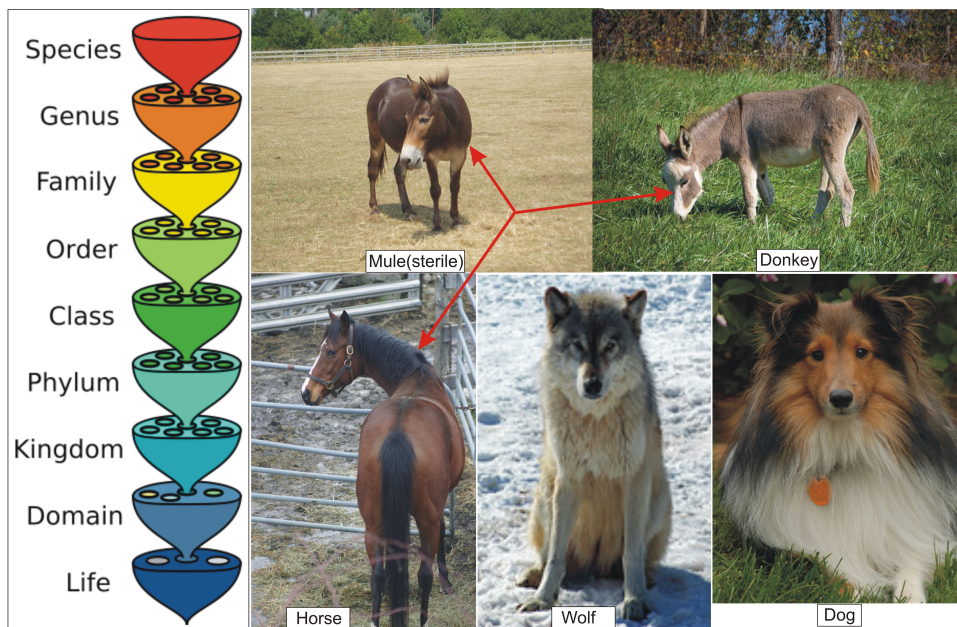 Species
Genus
Family
Order
Class
Phylum
Kingdom
Domain
Life
Mule(sterile)
Donkey
Horse
Wolf
Dog